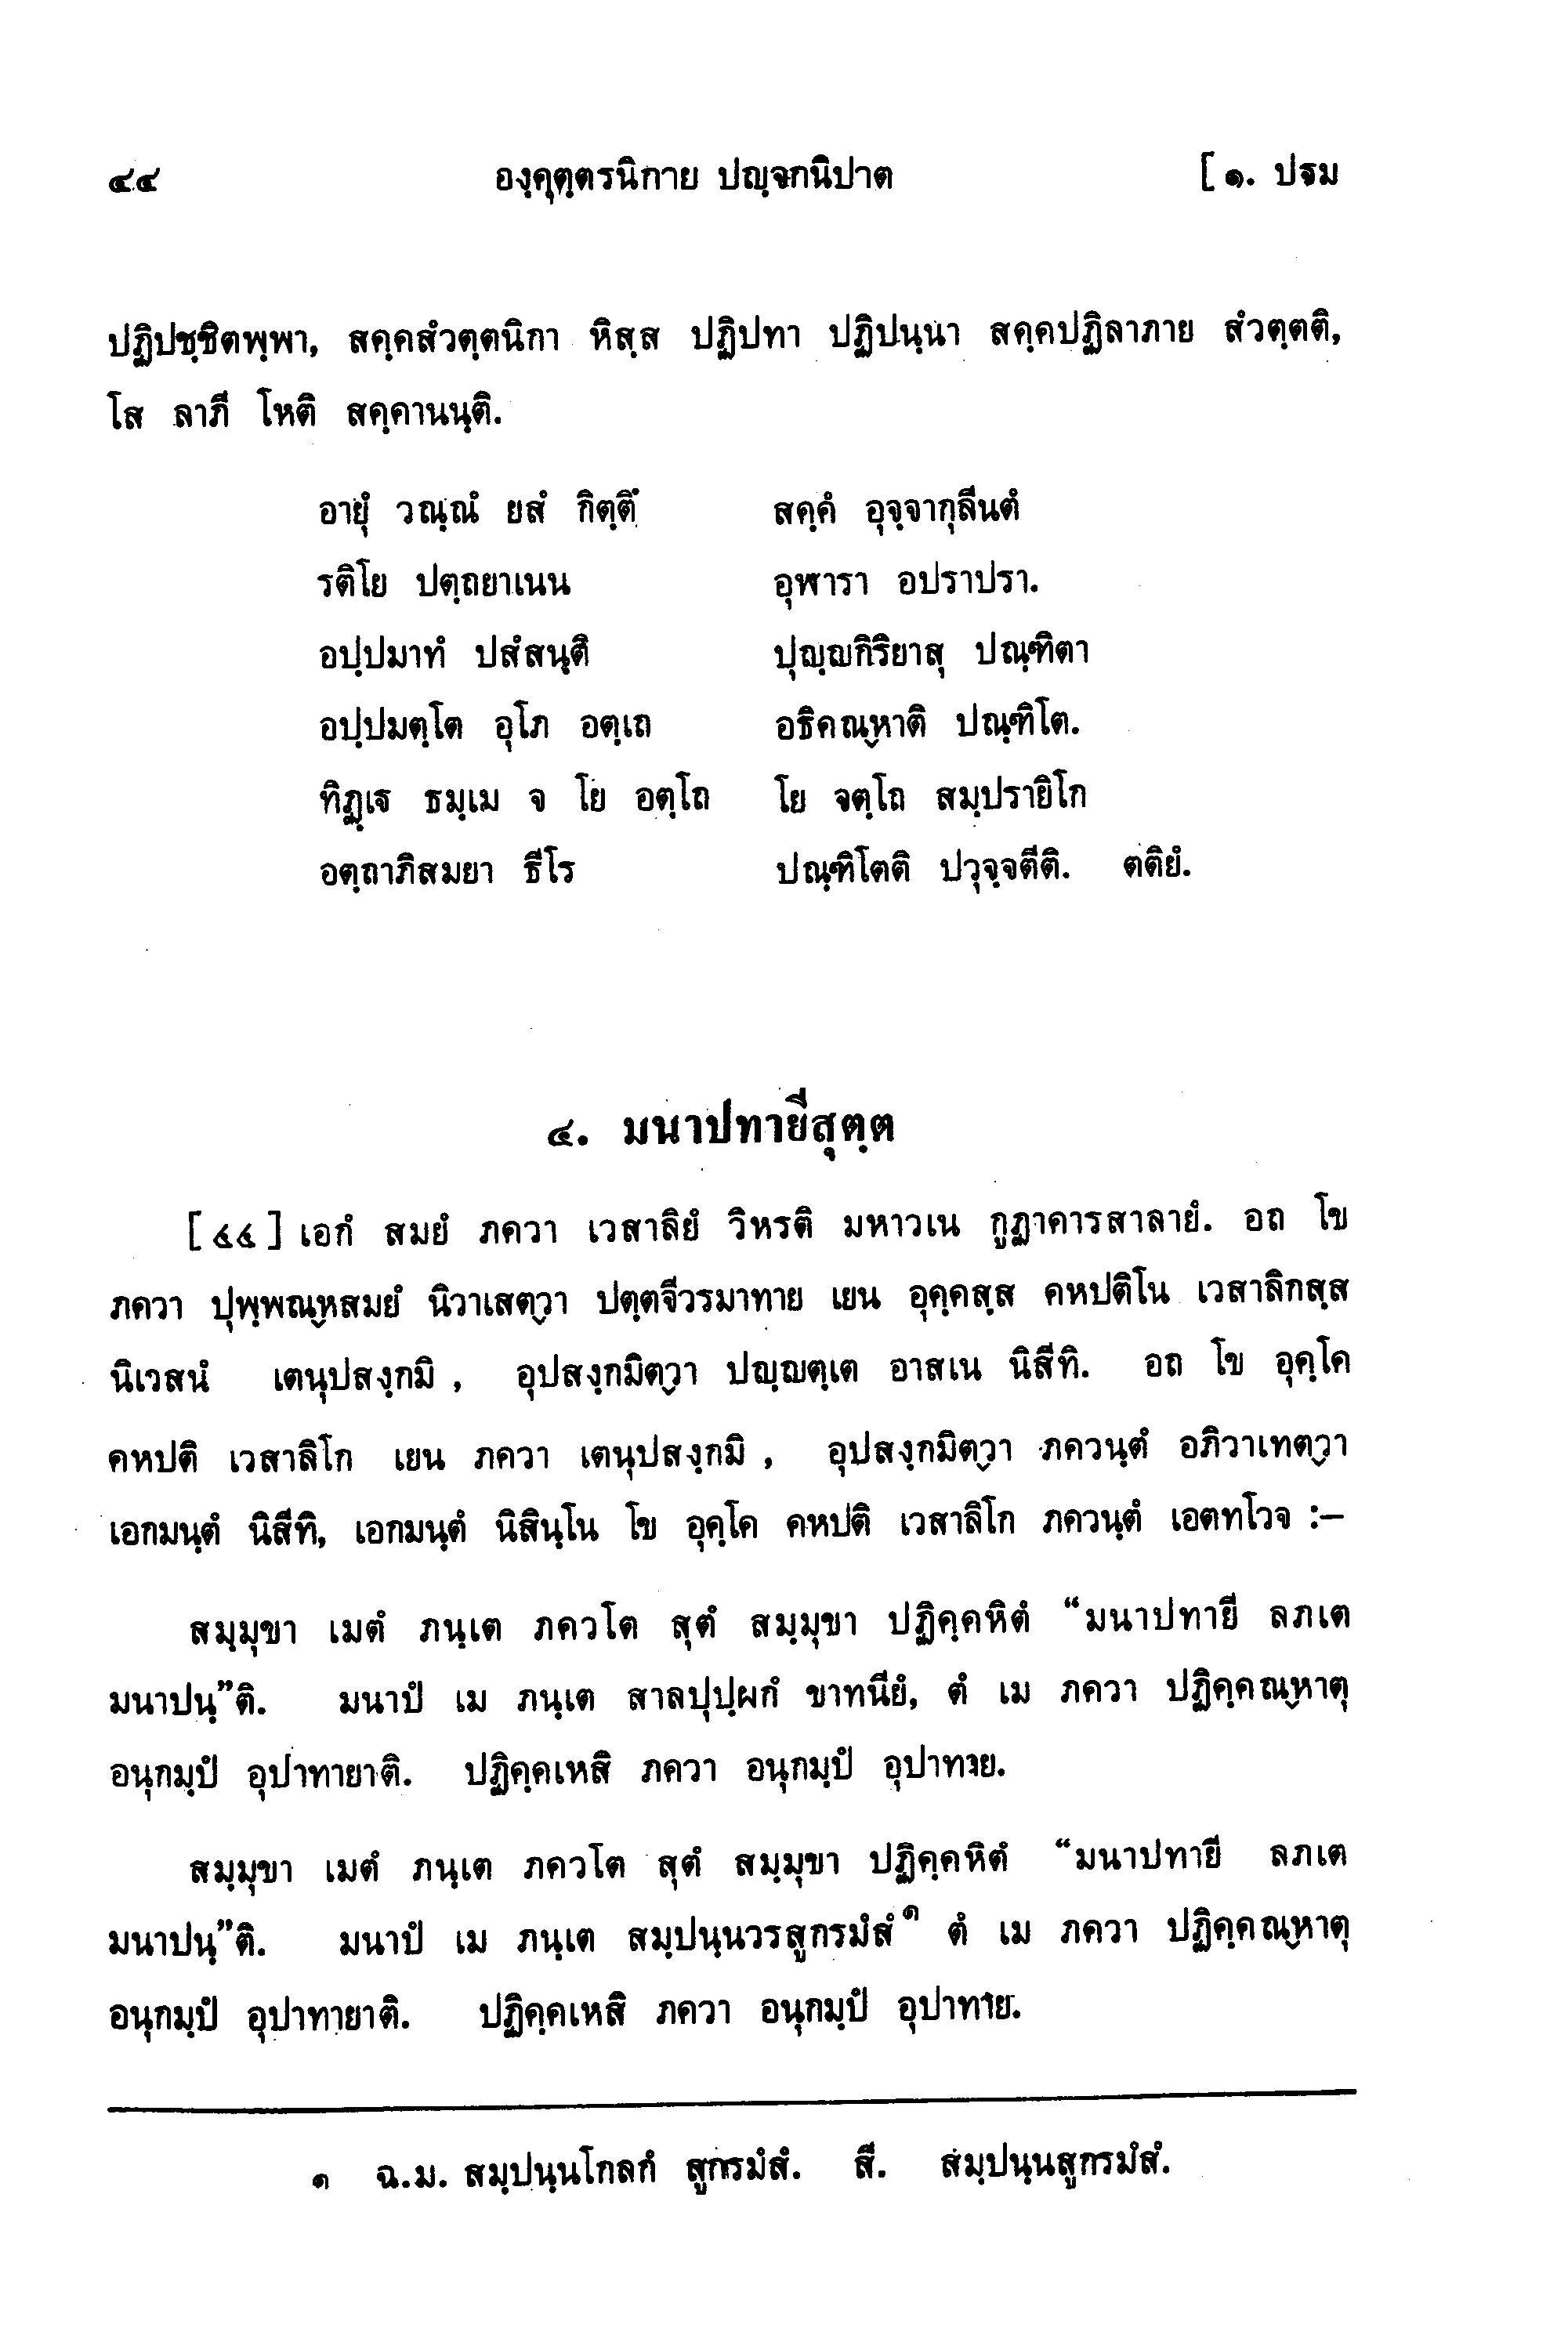 ๔๔ องฺคุตฺตรนิกาย ปญฺจกนิปาต [ ๑. ปฐม
ปฏิปชฺชิตพฺพา, สคฺคสํวตฺตนิกา หิสฺส ปฏิปทา ปฏิปนฺนา สคฺคปฏิลาภาย สํวตฺตติ,
โส ลาภี โหติ สคฺคานนฺติ.
อายุํ วณฺณํ ยสํ กิตฺตึ สคฺคํ อุจฺจากุลีนตํ
รติโย ปตฺถยาเนน อุฬารา อปราปรา.
อปฺปมาทํ ปสํสนฺติ ปุญฺญกิริยาสุ ปณฺฑิตา
อปฺปมตฺโต อุโภ อตฺเถ อธิคณฺหาติ ปณฺฑิโต.
ทิฏฺเฐ ธมฺเม จ โย อตฺโถ โย จตฺโถ สมฺปรายิโก
อตฺถาภิสมยา ธีโร ปณฺฑิโตติ ปวุจฺจตีติ. ตติยํ.
๔. มนาปทายีสุตฺต
[ ๔๔ ] เอกํ สมยํ ภควา เวสาลิยํ วิหรติ มหาวเน กูฏาคารสาลายํ. อถ โข
ภควา ปุพฺพณฺหสมยํ นิวาเสตฺวา ปตฺตจีวรมาทาย เยน อุคฺคสฺส คหปติโน เวสาลิกสฺส
นิเวสนํ เตนุปสงฺกมิ , อุปสงฺกมิตฺวา ปญฺญตฺเต อาสเน นิสีทิ. อถ โข อุคฺโค
คหปติ เวสาลิโก เยน ภควา เตนุปสงฺกมิ , อุปสงฺกมิตฺวา ภควนฺตํ อภิวาเทตฺวา
เอกมนฺตํ นิสีทิ, เอกมนฺตํ นิสินฺโน โข อุคฺโค คหปติ เวสาลิโก ภควนฺตํ เอตทโวจ :–
สมฺมุขา เมตํ ภนฺเต ภควโต สุตํ สมฺมุขา ปฏิคฺคหิตํ “มนาปทายี ลภเต
มนาปนฺ”ติ. มนาปํ เม ภนฺเต สาลปุปฺผกํ ขาทนียํ, ตํ เม ภควา ปฏิคฺคณฺหาตุ
อนุกมฺปํ อุปาทายาติ. ปฏิคฺคเหสิ ภควา อนุกมฺปํ อุปาทาย.
สมฺมุขา เมตํ ภนฺเต ภควโต สุตํ สมฺมุขา ปฏิคฺคหิตํ “มนาปทายี ลภเต
มนาปนฺ”ติ. มนาปํ เม ภนฺเต สมฺปนฺนวรสูกรมํสํ๑ ตํ เม ภควา ปฏิคฺคณฺหาตุ
อนุกมฺปํ อุปาทายาติ. ปฏิคฺคเหสิ ภควา อนุกมฺปํ อุปาทาย.
๑ ฉ.ม. สมฺปนฺนโกลกํ สูกรมํสํ. สี. สมฺปนฺนสูกรมํสํ.